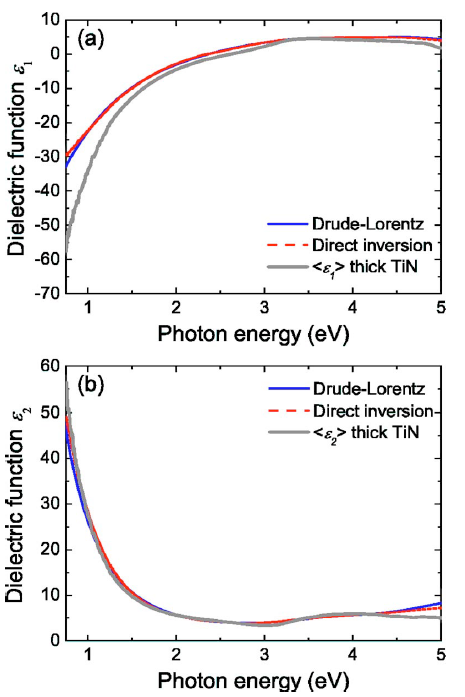 (a)
Dielectric function ε₁
10
0
-10
-20
-30
-40
-50
-60
-70
Drude-Lorentz
Direct inversion
<ε₁> thick TiN
1 2 3 4 5
Photon energy (eV)
(b)
Dielectric function ε₂
60
50
40
30
20
10
0
Drude-Lorentz
Direct inversion
<ε₂> thick TiN
1 2 3 4 5
Photon energy (eV)